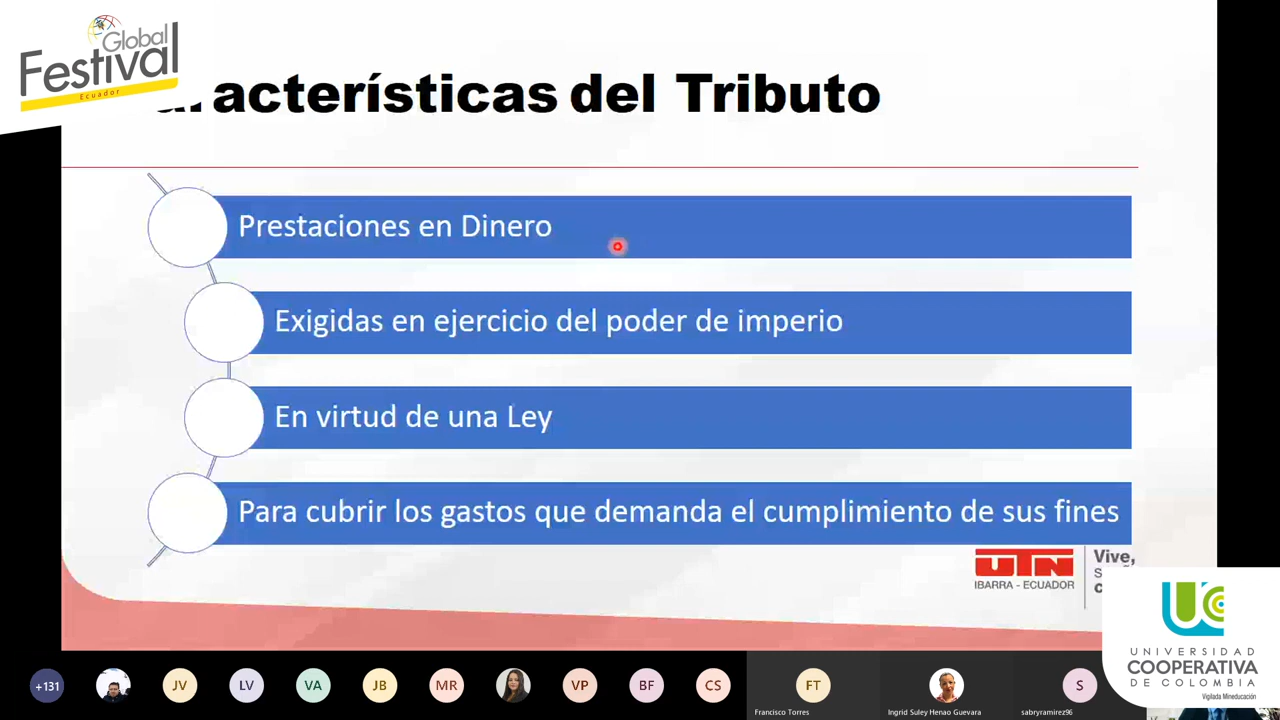 Global
Festival
Ecuador
aracterísticas del Tributo
Prestaciones en Dinero
Exigidas en ejercicio del poder de imperio
En virtud de una Ley
Para cubrir los gastos que demanda el cumplimiento de sus fines
UTN
IBARRA - ECUADOR
Vive,
UC
UNIVERSIDAD
COOPERATIVA
DE COLOMBIA
Vigilada Mineducación
+131
JV
LV
VA
JB
MR
VP
BF
CS
FT
S
Francisco Torres
Ingrid Suley Henao Guevara
sabryramirez96